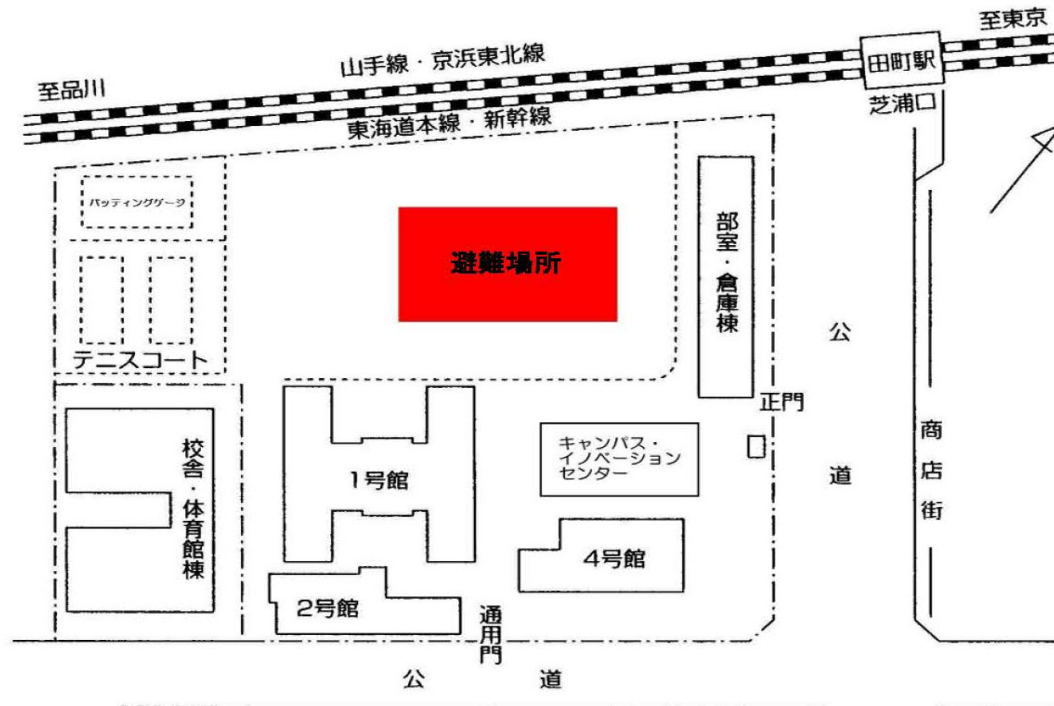 至東京
山手線・京浜東北線
田町駅
至品川
芝浦口
東海道本線・新幹線
バッティングゲージ
避難場所
部室・倉庫棟
公道
テニスコート
正門
商店街
キャンパス・
イノベーション
センター
校舎・体育館棟
1号館
4号館
2号館
通用門
公道